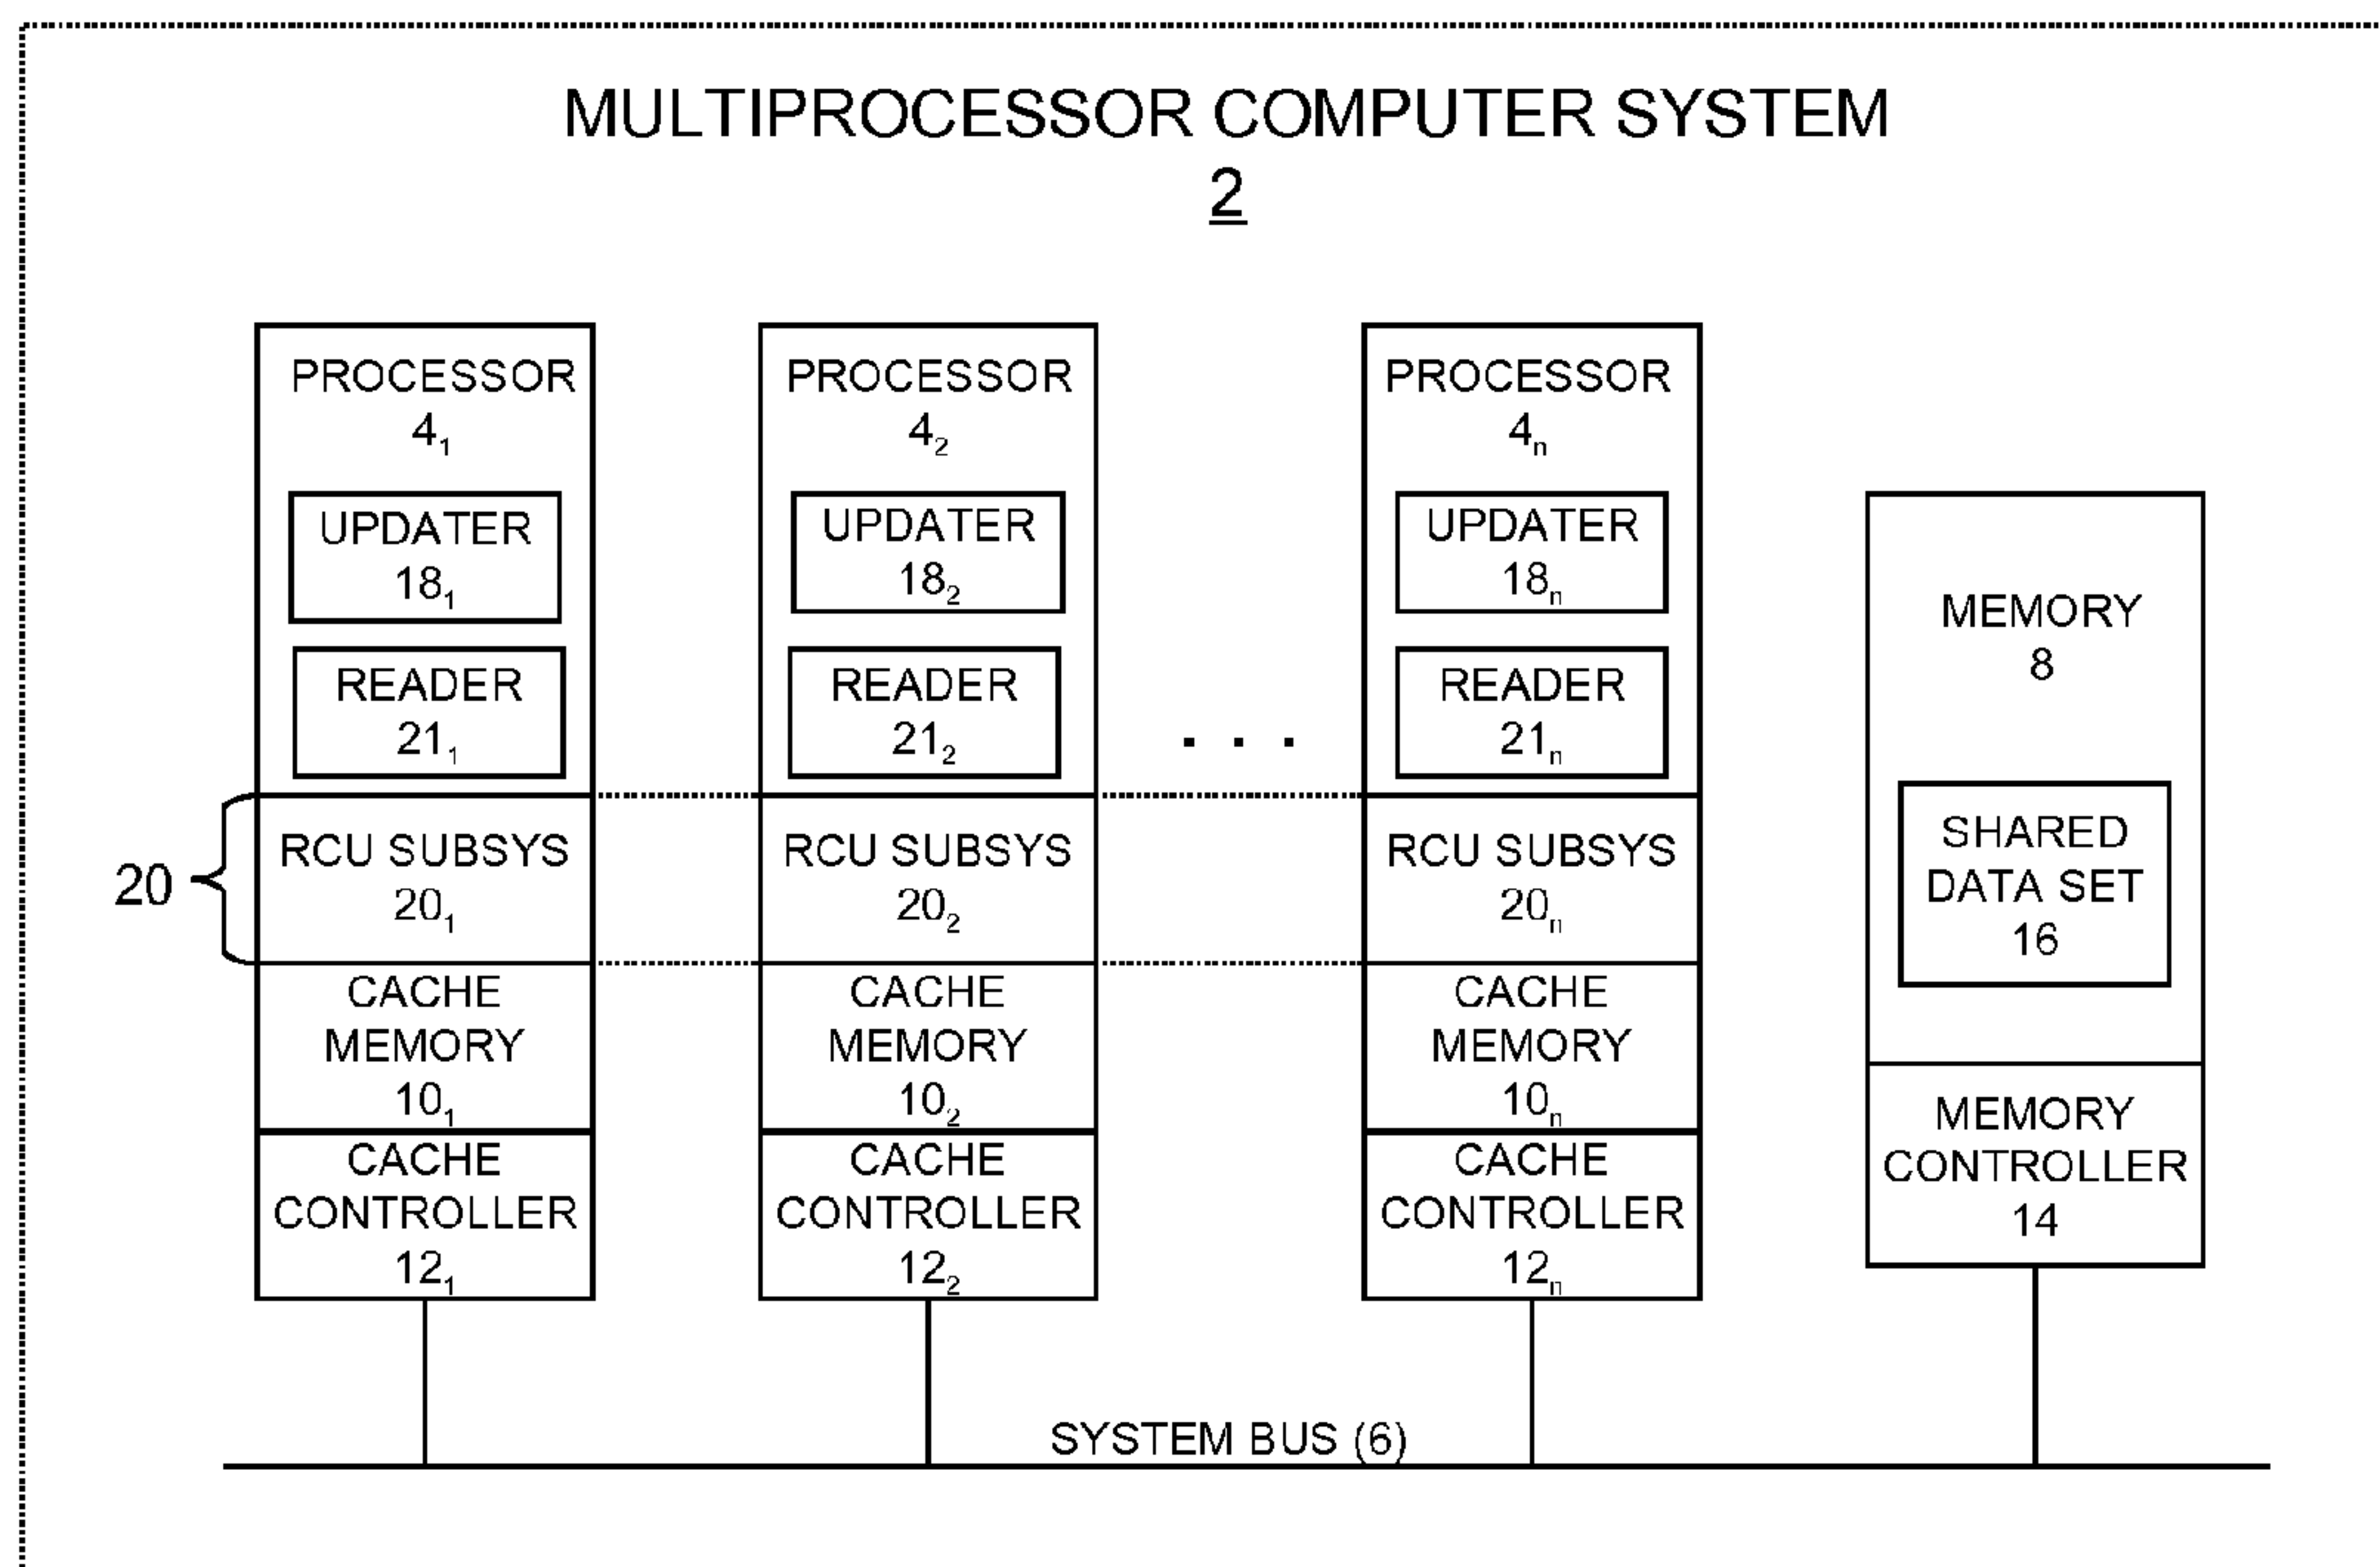 MULTIPROCESSOR COMPUTER SYSTEM
2
PROCESSOR
4₁
UPDATER
18₁
READER
21₁
RCU SUBSYS
20₁
CACHE
MEMORY
10₁
CACHE
CONTROLLER
12₁
PROCESSOR
4₂
UPDATER
18₂
READER
21₂
RCU SUBSYS
20₂
CACHE
MEMORY
10₂
CACHE
CONTROLLER
12₂
. . .
PROCESSOR
4ₙ
UPDATER
18ₙ
READER
21ₙ
RCU SUBSYS
20ₙ
CACHE
MEMORY
10ₙ
CACHE
CONTROLLER
12ₙ
MEMORY
8
SHARED
DATA SET
16
MEMORY
CONTROLLER
14
20
SYSTEM BUS (6)